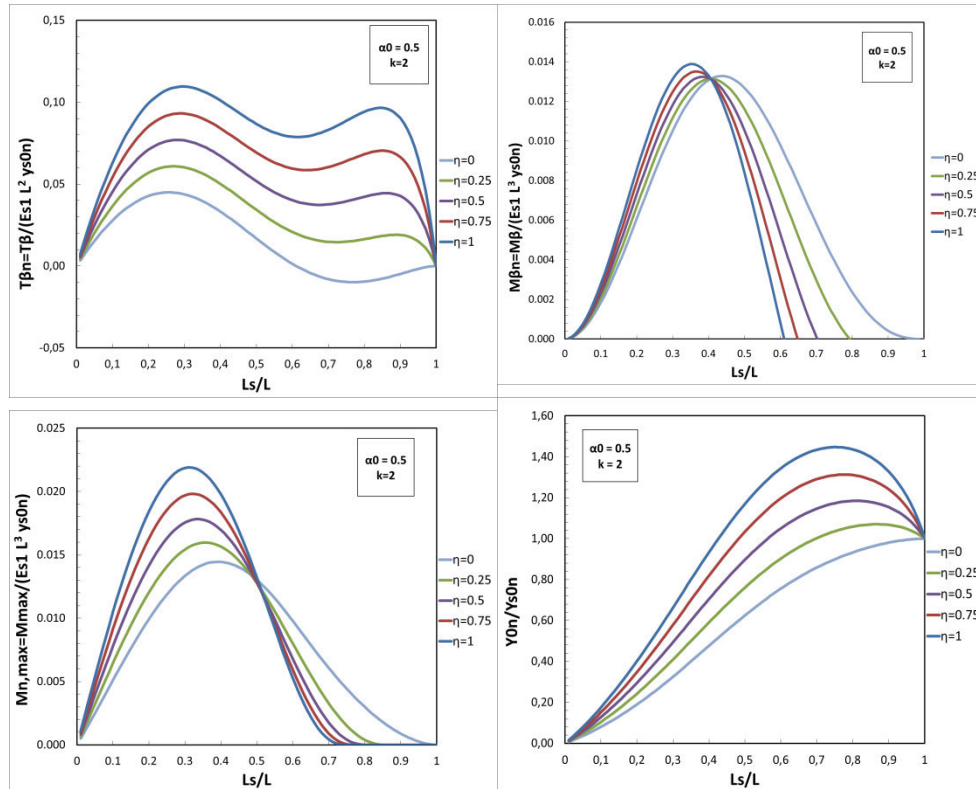 0,15
0,10
0,05
0,00
-0,05
Tβn=Tβ/(Es1 L² ys0n)
α0 = 0.5
k=2
η=0
η=0.25
η=0.5
η=0.75
η=1
0 0,1 0,2 0,3 0,4 0,5 0,6 0,7 0,8 0,9 1
Ls/L
0.016
0.014
0.012
0.010
0.008
0.006
0.004
0.002
0.000
Mβn=Mβ/(Es1 L³ ys0n)
α0 = 0.5
k=2
η=0
η=0.25
η=0.5
η=0.75
η=1
0 0.1 0.2 0.3 0.4 0.5 0.6 0.7 0.8 0.9 1
Ls/L
0.025
0.020
0.015
0.010
0.005
0.000
Mn,max=Mmax/(Es1 L³ ys0n)
α0 = 0.5
k=2
η=0
η=0.25
η=0.5
η=0.75
η=1
0 0.1 0.2 0.3 0.4 0.5 0.6 0.7 0.8 0.9 1
Ls/L
1,60
1,40
1,20
1,00
0,80
0,60
0,40
0,20
0,00
Y0n/Ys0n
α0 = 0.5
k = 2
η=0
η=0.25
η=0.5
η=0.75
η=1
0 0,1 0,2 0,3 0,4 0,5 0,6 0,7 0,8 0,9 1
Ls/L